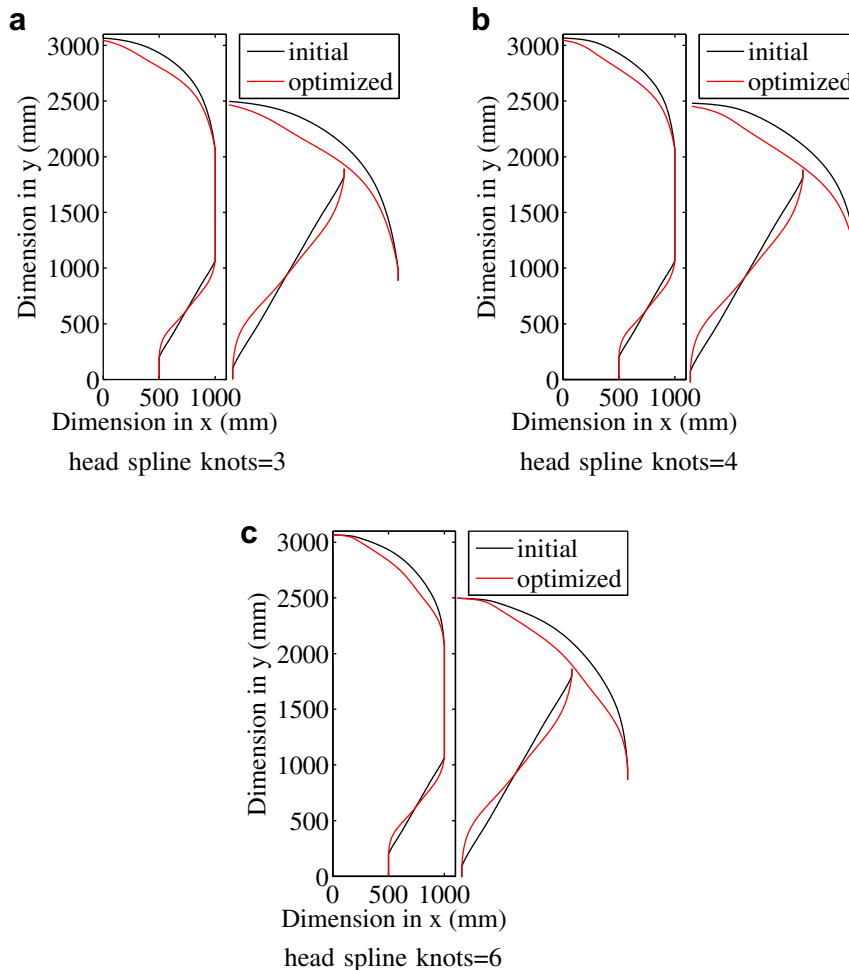 a
3000
2500
2000
1500
1000
500
0
Dimension in y (mm)
0 500 1000
Dimension in x (mm)
initial
optimized
head spline knots=3
b
3000
2500
2000
1500
1000
500
0
Dimension in y (mm)
0 500 1000
Dimension in x (mm)
initial
optimized
head spline knots=4
c
3000
2500
2000
1500
1000
500
0
Dimension in y (mm)
0 500 1000
Dimension in x (mm)
initial
optimized
head spline knots=6